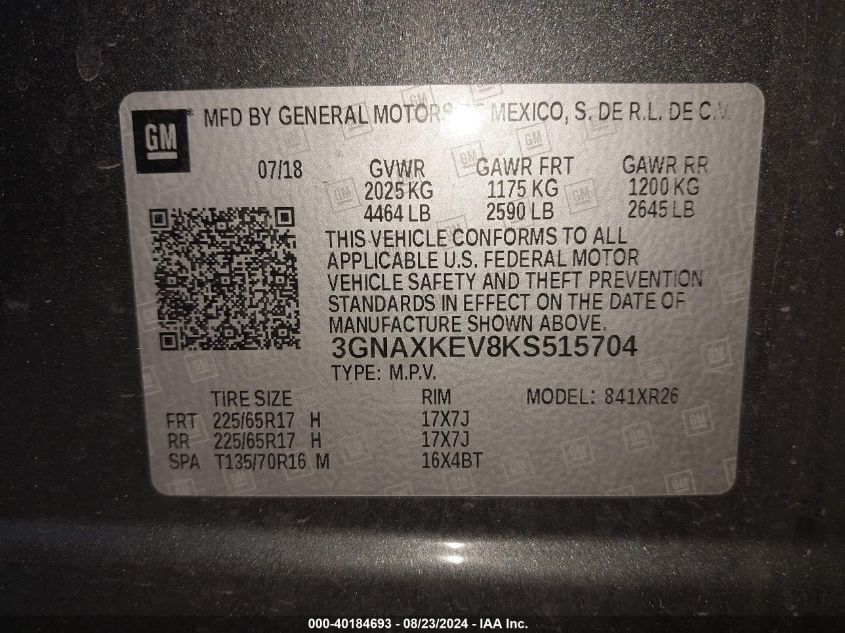 GM ® MFD BY GENERAL MOTORS DE MEXICO, S. DE R.L. DE C.V.
07/18 GVWR GAWR FRT GAWR RR
2025 KG 1175 KG 1200 KG
4464 LB 2590 LB 2645 LB
THIS VEHICLE CONFORMS TO ALL
APPLICABLE U.S. FEDERAL MOTOR
VEHICLE SAFETY AND THEFT PREVENTION
STANDARDS IN EFFECT ON THE DATE OF
MANUFACTURE SHOWN ABOVE.
3GNAXKEV8KS515704
TYPE: M.P.V.
TIRE SIZE RIM MODEL: 841XR26
FRT 225/65R17 H 17X7J
RR 225/65R17 H 17X7J
SPA T135/70R16 M 16X4BT
000-40184693 - 08/23/2024 - IAA Inc.